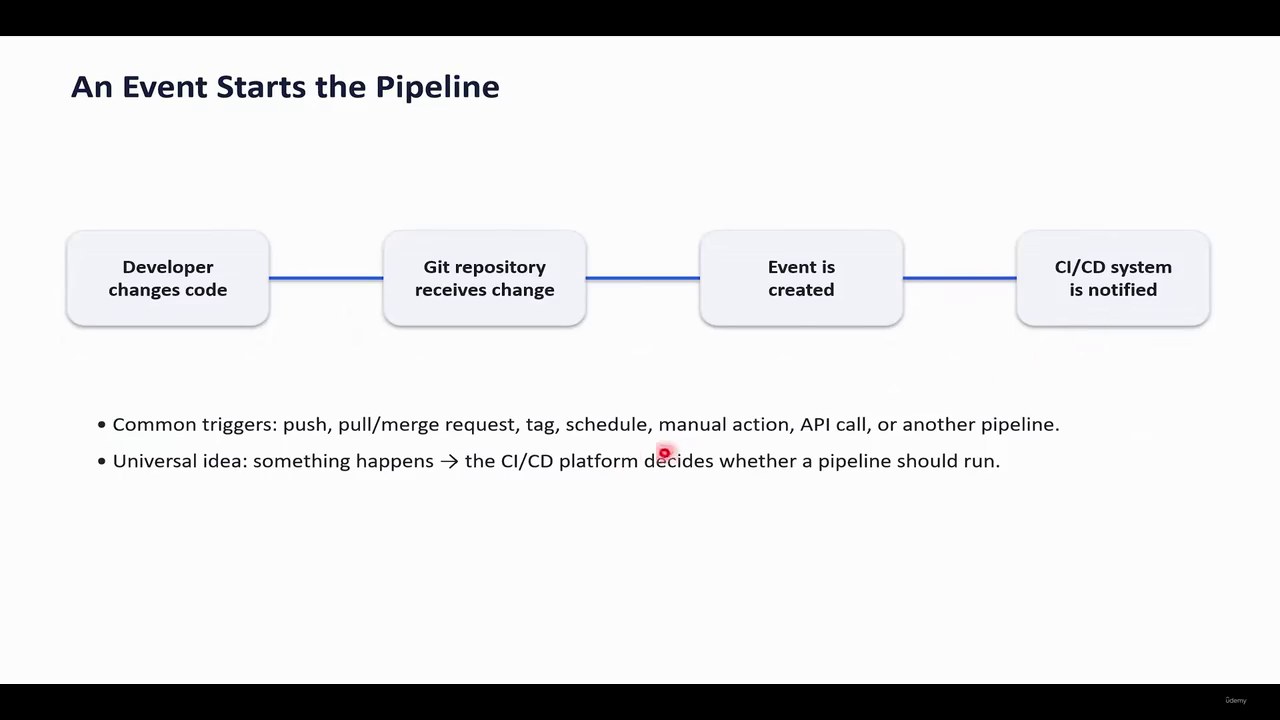 An Event Starts the Pipeline
Developer
changes code
Git repository
receives change
Event is
created
CI/CD system
is notified
• Common triggers: push, pull/merge request, tag, schedule, manual action, API call, or another pipeline.
• Universal idea: something happens → the CI/CD platform decides whether a pipeline should run.
ûdemy